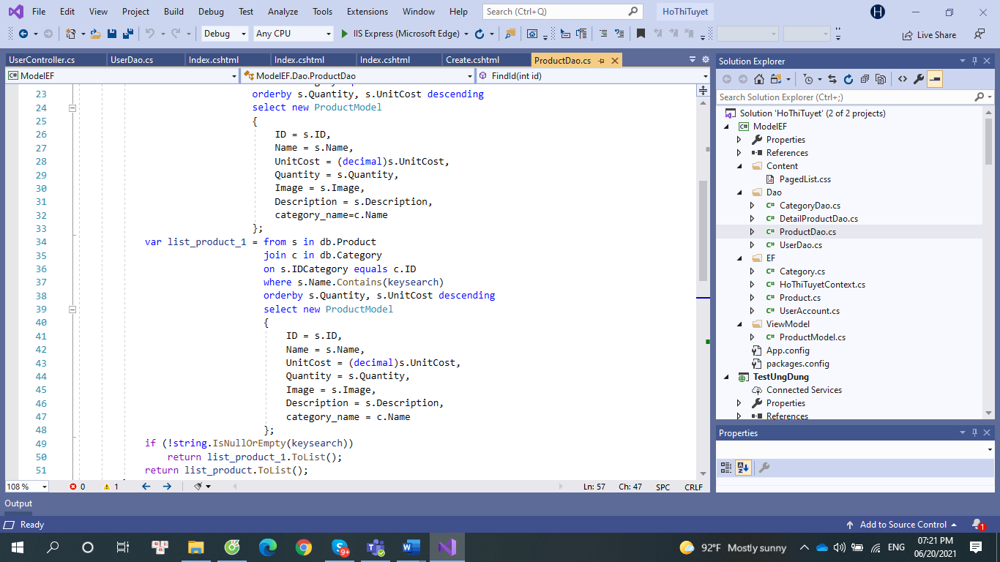 File Edit View Project Build Debug Test Analyze Tools Extensions Window Help Search (Ctrl+Q) HoThiTuyet H
Debug Any CPU IIS Express (Microsoft Edge) Live Share
UserController.cs UserDao.cs Index.cshtml Index.cshtml Index.cshtml Create.cshtml ProductDao.cs
ModelEF ModelEF.Dao.ProductDao FindId(int id)
23 orderby s.Quantity, s.UnitCost descending
24 select new ProductModel
25 {
26 ID = s.ID,
27 Name = s.Name,
28 UnitCost = (decimal)s.UnitCost,
29 Quantity = s.Quantity,
30 Image = s.Image,
31 Description = s.Description,
32 category_name=c.Name
33 };
34 var list_product_1 = from s in db.Product
35 join c in db.Category
36 on s.IDCategory equals c.ID
37 where s.Name.Contains(keysearch)
38 orderby s.Quantity, s.UnitCost descending
39 select new ProductModel
40 {
41 ID = s.ID,
42 Name = s.Name,
43 UnitCost = (decimal)s.UnitCost,
44 Quantity = s.Quantity,
45 Image = s.Image,
46 Description = s.Description,
47 category_name = c.Name
48 };
49 if (!string.IsNullOrEmpty(keysearch))
50 return list_product_1.ToList();
51 return list_product.ToList();
108 % 0 1 Ln: 57 Ch: 47 SPC CRLF
Solution Explorer
Search Solution Explorer (Ctrl+;)
Solution 'HoThiTuyet' (2 of 2 projects)
C# ModelEF
Properties
References
Content
PagedList.css
Dao
C# CategoryDao.cs
C# DetailProductDao.cs
C# ProductDao.cs
C# UserDao.cs
EF
C# Category.cs
C# HoThiTuyetContext.cs
C# Product.cs
C# UserAccount.cs
ViewModel
C# ProductModel.cs
App.config
packages.config
TestUngDung
Connected Services
Properties
References
Properties
Output
Ready Add to Source Control 1
9+ 92°F Mostly sunny ENG 07:21 PM
06/20/2021